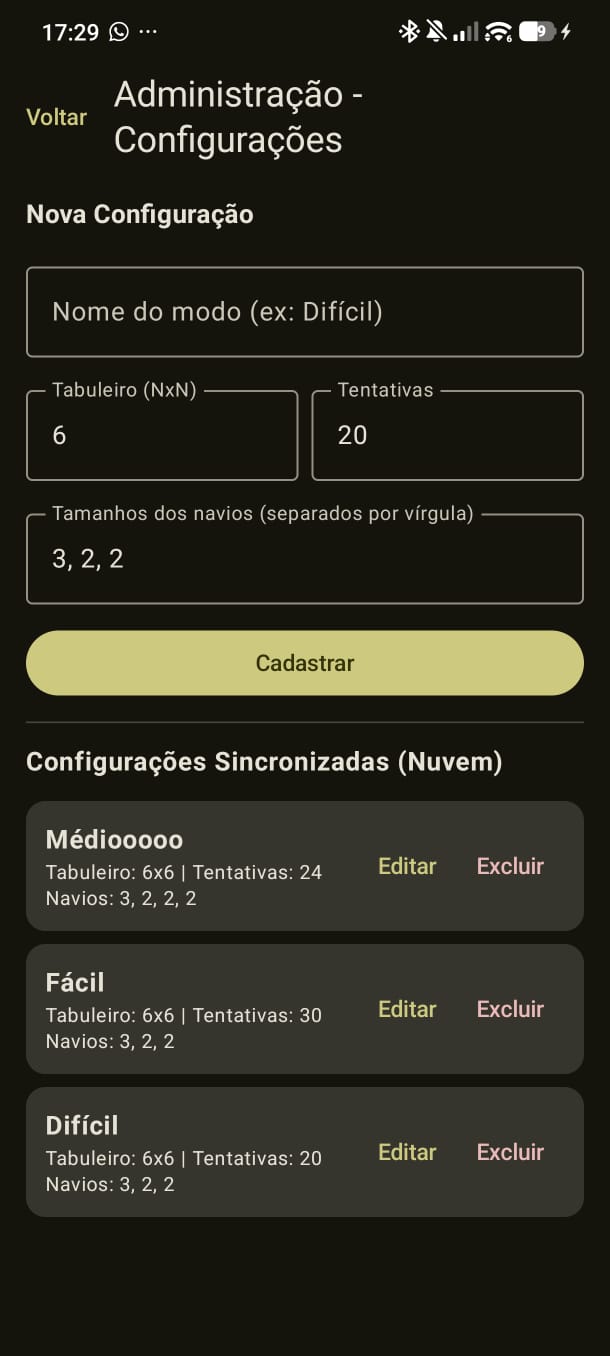 17:29 ...
6 9
Administração -
Voltar
Configurações
Nova Configuração
Nome do modo (ex: Difícil)
Tabuleiro (NxN) Tentativas
6 20
Tamanhos dos navios (separados por vírgula)
3, 2, 2
Cadastrar
Configurações Sincronizadas (Nuvem)
Médiooooo
Tabuleiro: 6x6 | Tentativas: 24
Navios: 3, 2, 2, 2
Editar Excluir
Fácil
Tabuleiro: 6x6 | Tentativas: 30
Navios: 3, 2, 2
Editar Excluir
Difícil
Tabuleiro: 6x6 | Tentativas: 20
Navios: 3, 2, 2
Editar Excluir